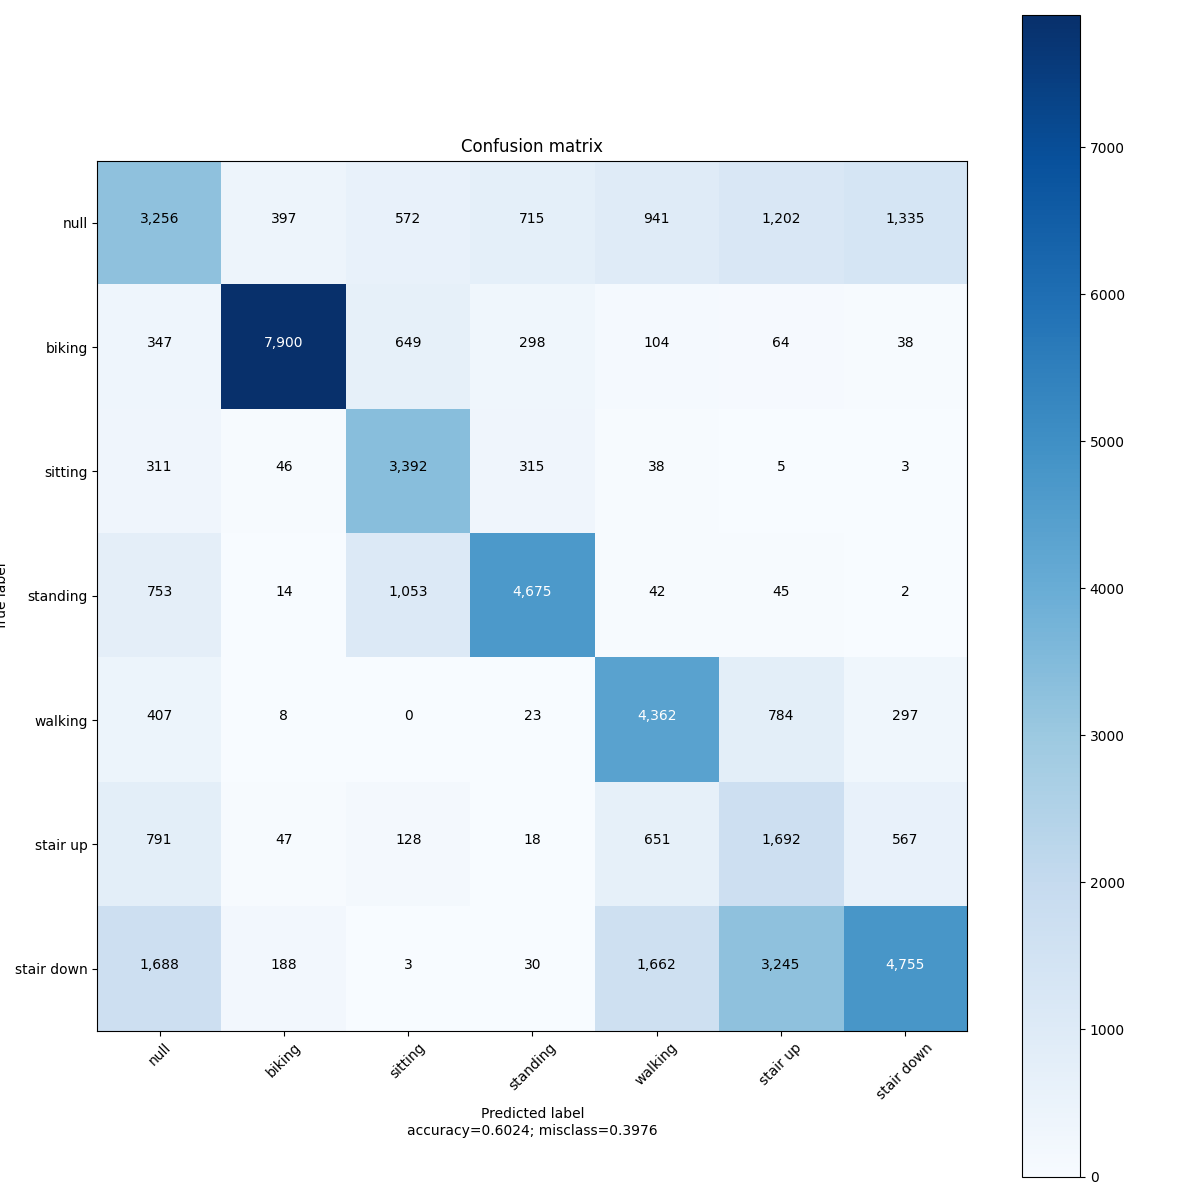 Confusion matrix
null 3,256 397 572 715 941 1,202 1,335
biking 347 7,900 649 298 104 64 38
sitting 311 46 3,392 315 38 5 3
standing 753 14 1,053 4,675 42 45 2
walking 407 8 0 23 4,362 784 297
stair up 791 47 128 18 651 1,692 567
stair down 1,688 188 3 30 1,662 3,245 4,755
null biking sitting standing walking stair up stair down
Predicted label
accuracy=0.6024; misclass=0.3976
7000
6000
5000
4000
3000
2000
1000
0